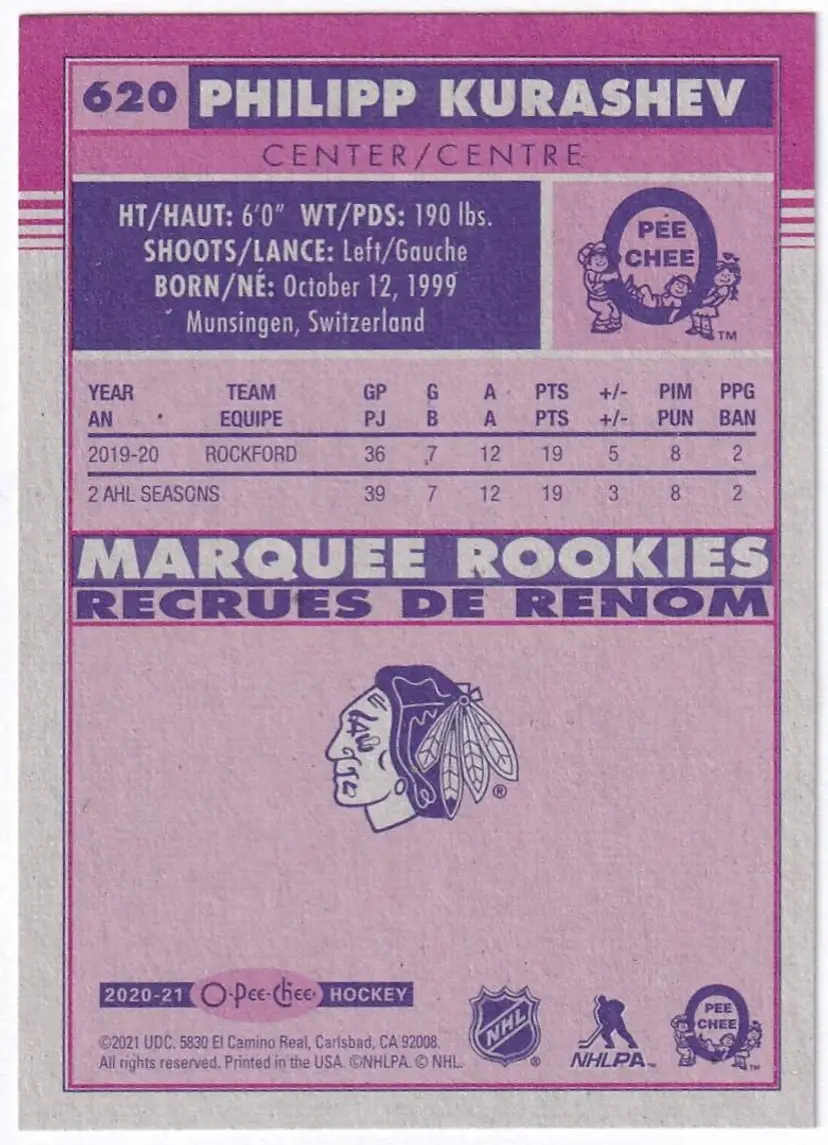 620 PHILIPP KURASHEV
CENTER/CENTRE
HT/HAUT: 6'0" WT/PDS: 190 lbs.
SHOOTS/LANCE: Left/Gauche
BORN/NÉ: October 12, 1999
Munsingen, Switzerland
PEE
CHEE
TM
YEAR TEAM GP G A PTS +/- PIM PPG
AN EQUIPE PJ B A PTS +/- PUN BAN
2019-20 ROCKFORD 36 7 12 19 5 8 2
2 AHL SEASONS 39 7 12 19 3 8 2
MARQUEE ROOKIES
RECRUES DE RENOM
®
2020-21 O-Pee-Chee HOCKEY
©2021 UDC. 5830 El Camino Real, Carlsbad, CA 92008.
All rights reserved. Printed in the USA. ©NHLPA. © NHL.
NHL ®
NHLPA TM
PEE
CHEE
TM